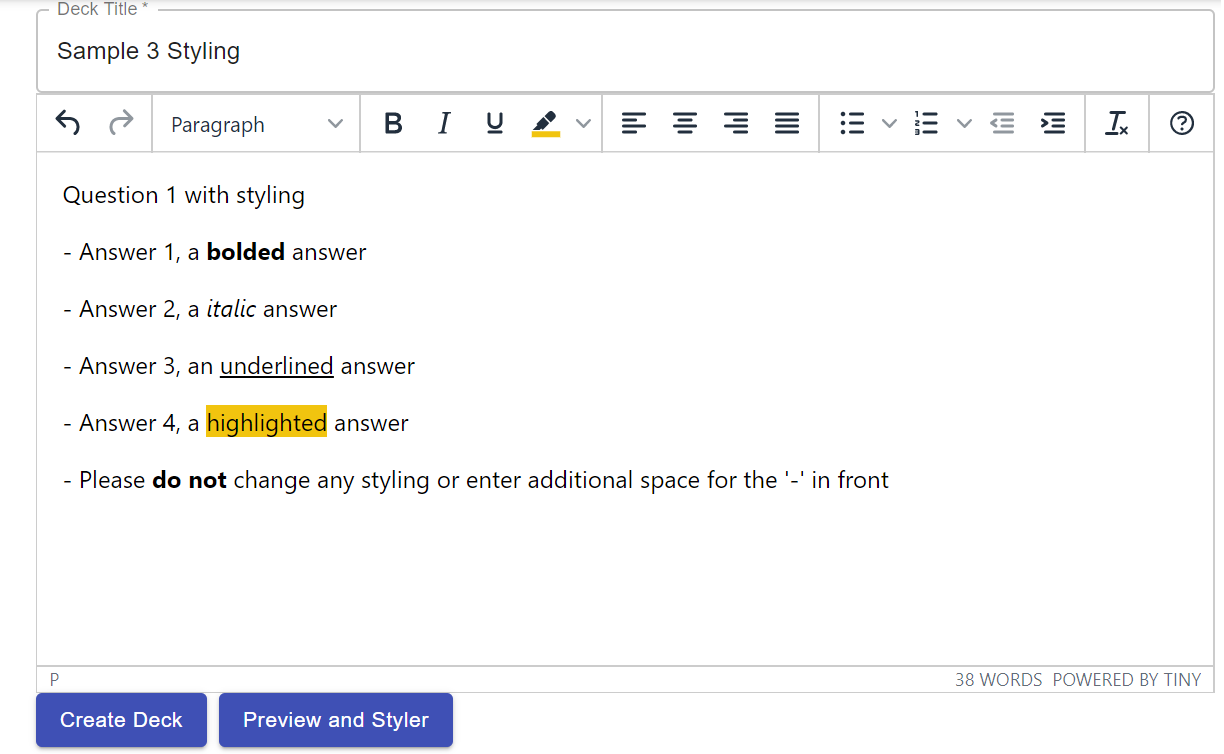 Deck Title *
Sample 3 Styling
Paragraph B I U
Question 1 with styling
- Answer 1, a bolded answer
- Answer 2, a italic answer
- Answer 3, an underlined answer
- Answer 4, a highlighted answer
- Please do not change any styling or enter additional space for the '-' in front
P 38 WORDS POWERED BY TINY
Create Deck Preview and Styler